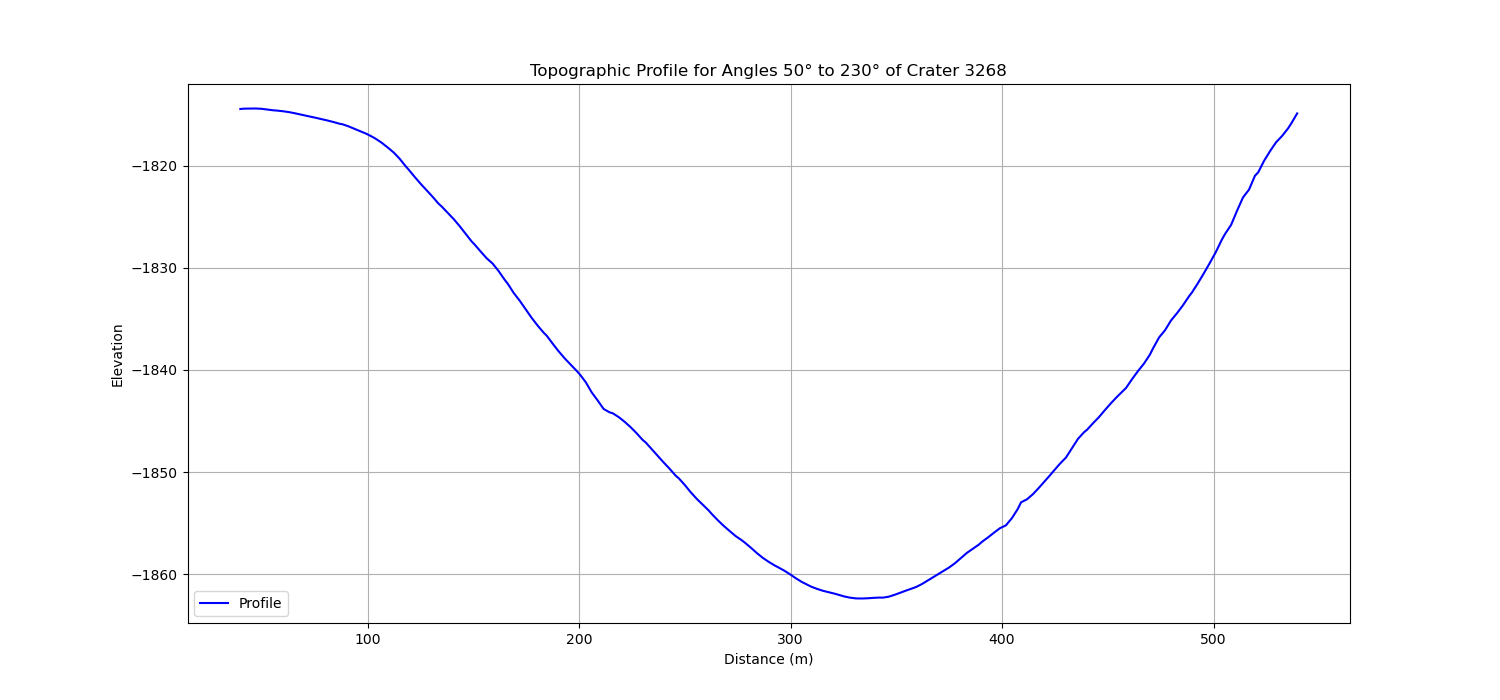 Topographic Profile for Angles 50° to 230° of Crater 3268
Elevation
−1820
−1830
−1840
−1850
−1860
Profile
100
200
300
400
500
Distance (m)